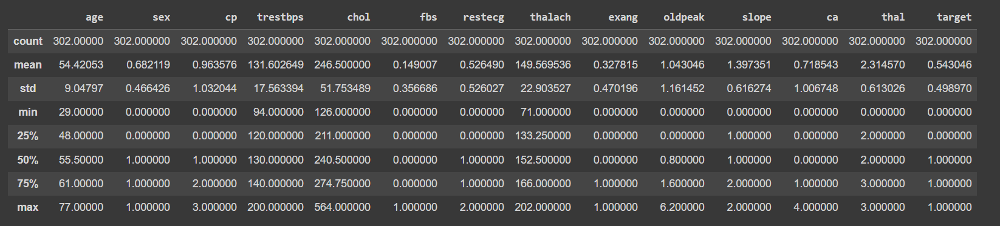 age sex cp trestbps chol fbs restecg thalach exang oldpeak slope ca thal target
count 302.00000 302.000000 302.000000 302.000000 302.000000 302.000000 302.000000 302.000000 302.000000 302.000000 302.000000 302.000000 302.000000 302.000000
mean 54.42053 0.682119 0.963576 131.602649 246.500000 0.149007 0.526490 149.569536 0.327815 1.043046 1.397351 0.718543 2.314570 0.543046
std 9.04797 0.466426 1.032044 17.563394 51.753489 0.356686 0.526027 22.903527 0.470196 1.161452 0.616274 1.006748 0.613026 0.498970
min 29.00000 0.000000 0.000000 94.000000 126.000000 0.000000 0.000000 71.000000 0.000000 0.000000 0.000000 0.000000 0.000000 0.000000
25% 48.00000 0.000000 0.000000 120.000000 211.000000 0.000000 0.000000 133.250000 0.000000 0.000000 1.000000 0.000000 2.000000 0.000000
50% 55.50000 1.000000 1.000000 130.000000 240.500000 0.000000 1.000000 152.500000 0.000000 0.800000 1.000000 0.000000 2.000000 1.000000
75% 61.00000 1.000000 2.000000 140.000000 274.750000 0.000000 1.000000 166.000000 1.000000 1.600000 2.000000 1.000000 3.000000 1.000000
max 77.00000 1.000000 3.000000 200.000000 564.000000 1.000000 2.000000 202.000000 1.000000 6.200000 2.000000 4.000000 3.000000 1.000000